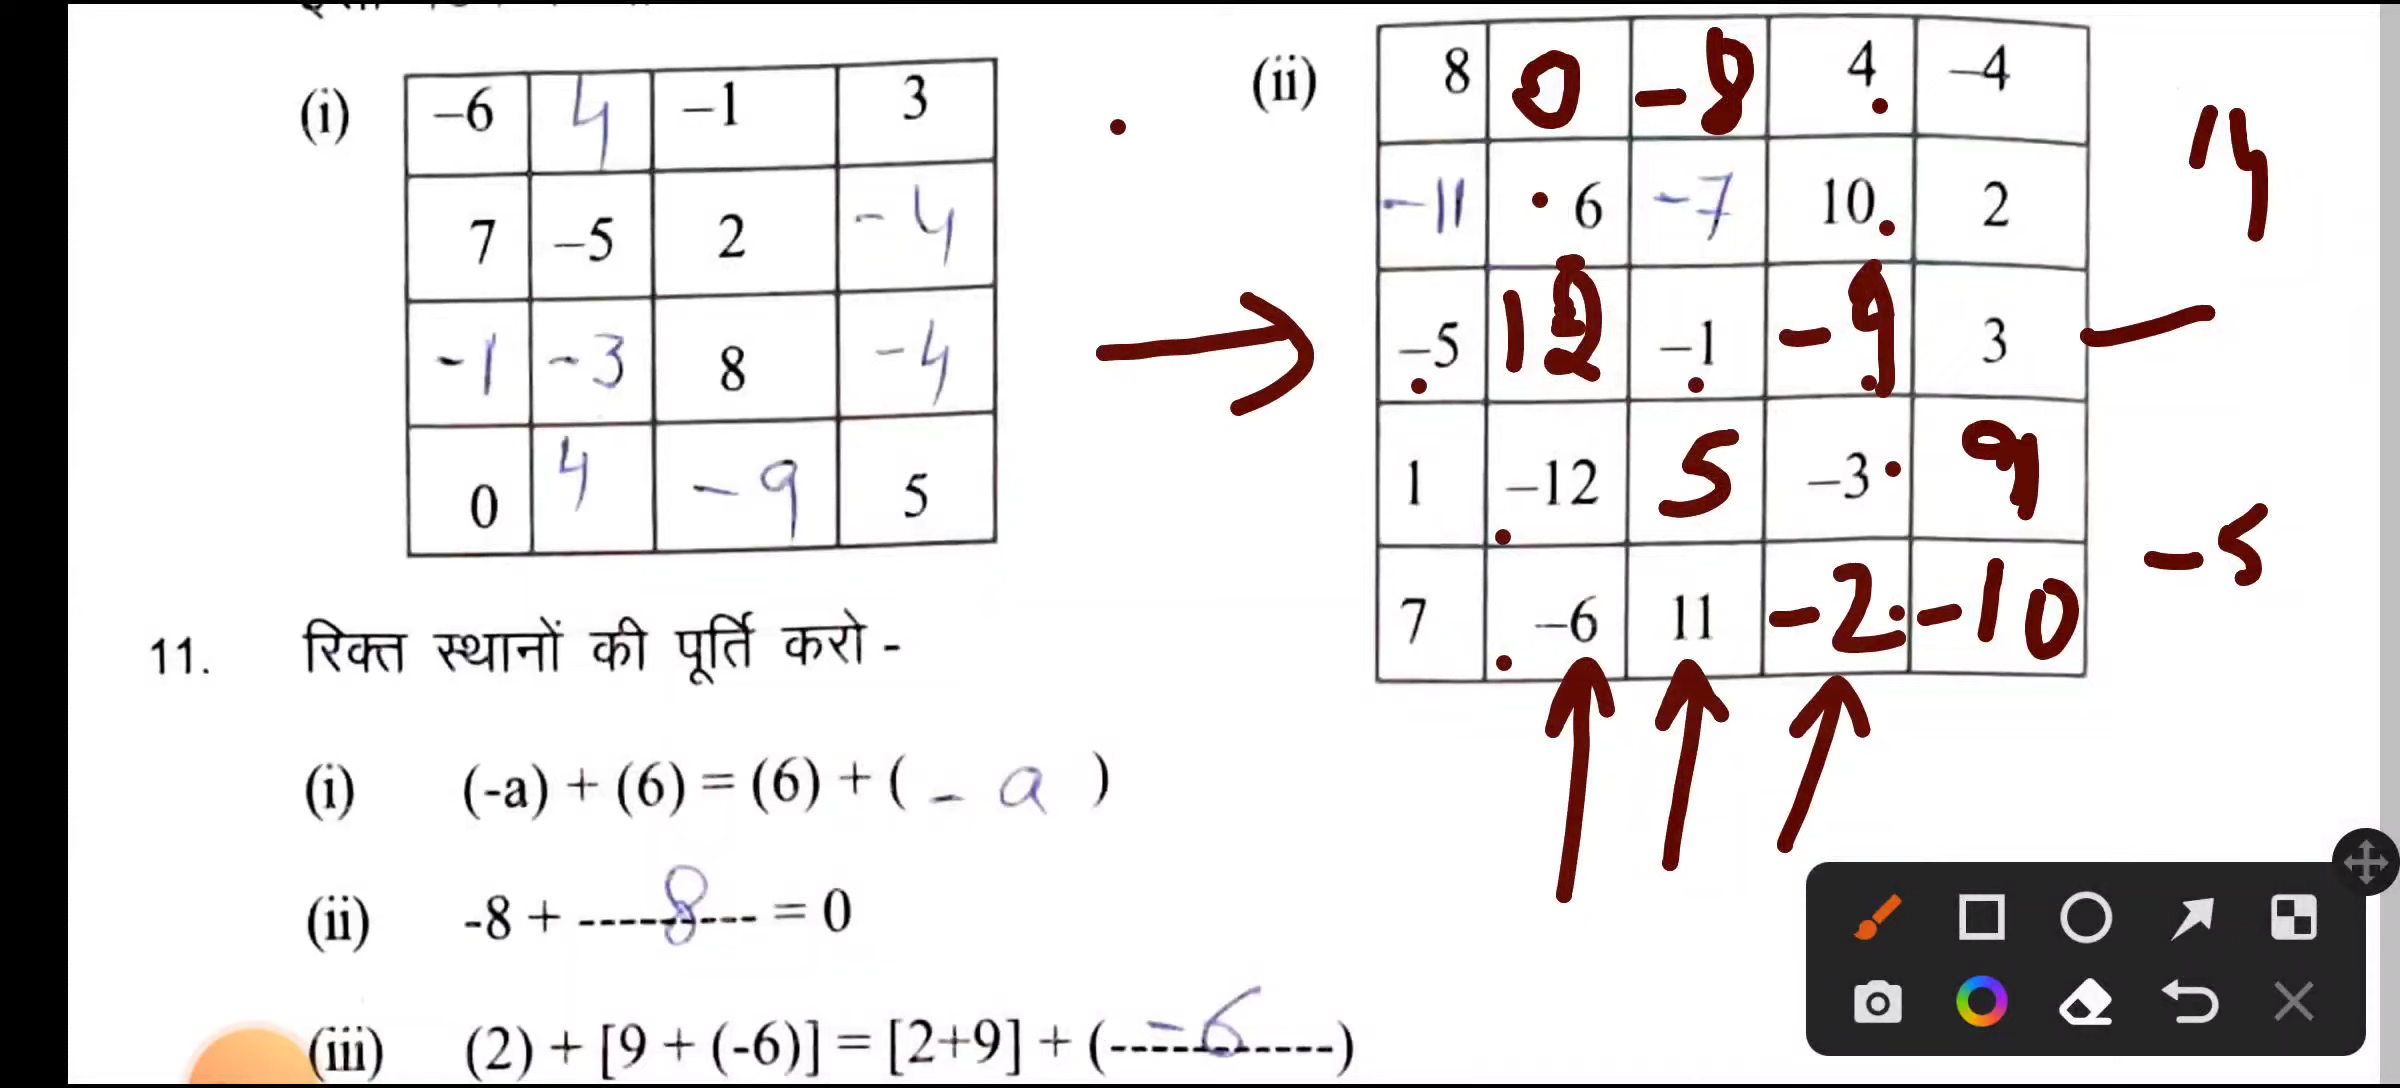 (i)
–6 4 –1 3
7 –5 2 -4
-1 -3 8 -4
0 4 -9 5
(ii)
8 0 -8 4 –4
-11 6 -7 10 2
–5 12 –1 -9 3
1 –12 5 –3 9
7 –6 11 -2 -10
-5
11. रिक्त स्थानों की पूर्ति करो -
(i) (-a) + (6) = (6) + ( - a )
(ii) -8 + ----8---- = 0
(iii) (2) + [9 + (-6)] = [2+9] + (-----6------)